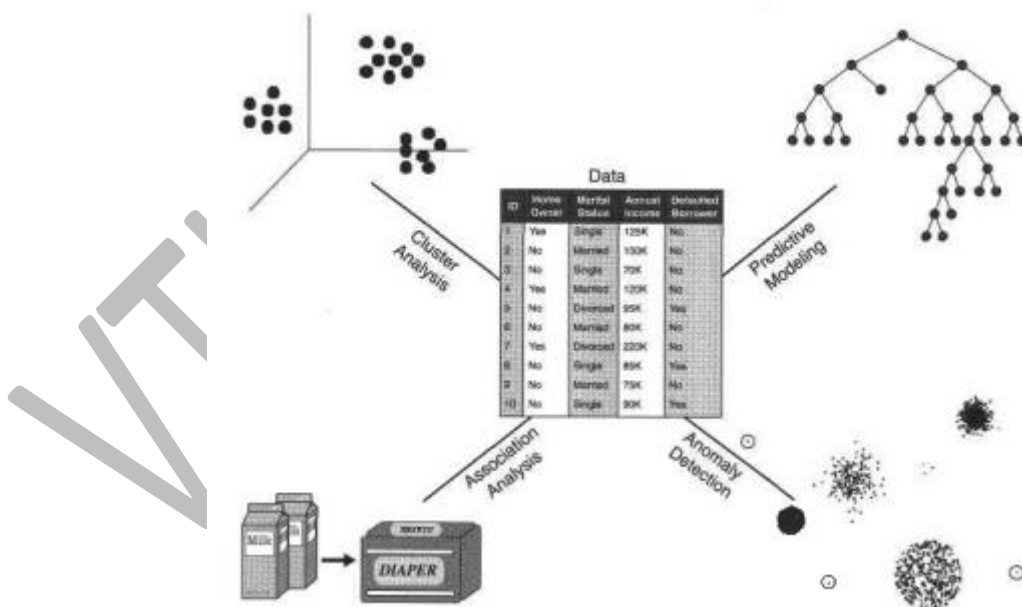 Data
ID Home Owner Marital Status Annual Income Defaulted Borrower
1 Yes Single 125K No
2 No Married 100K No
3 No Single 70K No
4 Yes Married 120K No
5 No Divorced 95K Yes
6 No Married 60K No
7 Yes Divorced 220K No
8 No Single 85K Yes
9 No Married 75K No
10 No Single 90K Yes
Cluster
Analysis
Predictive
Modeling
Association
Analysis
Anomaly
Detection
Milk
DIAPER
VT